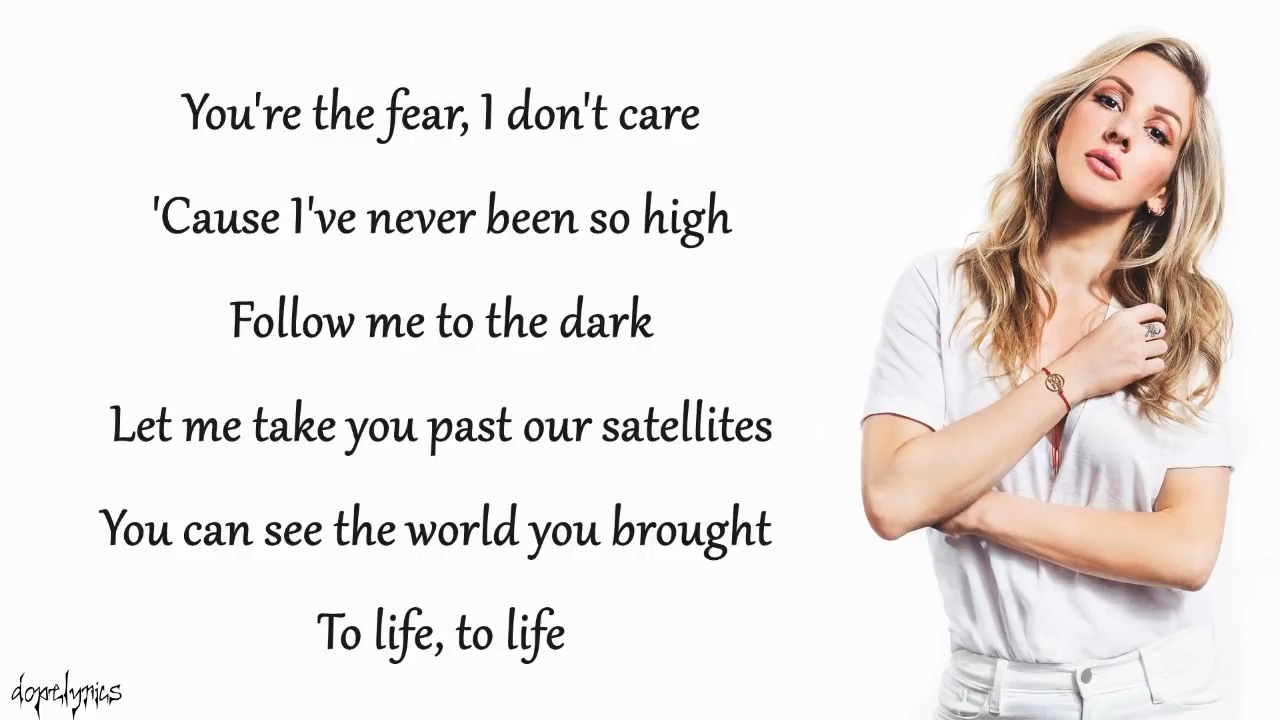 You're the fear, I don't care
'Cause I've never been so high
Follow me to the dark
Let me take you past our satellites
You can see the world you brought
To life, to life
dopelyrics